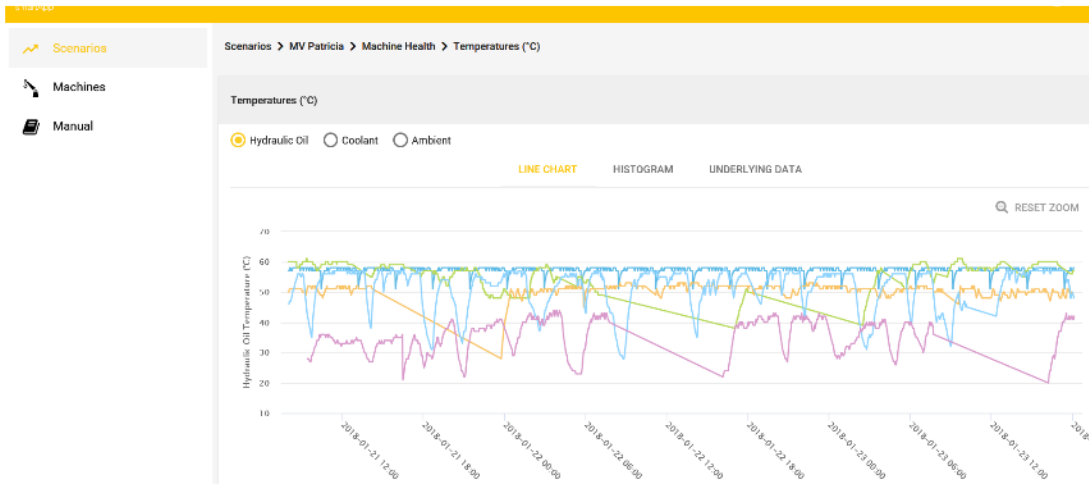 Scenarios
Machines
Manual
Scenarios > MV Patricia > Machine Health > Temperatures (°C)
Temperatures (°C)
Hydraulic Oil Coolant Ambient
LINE CHART HISTOGRAM UNDERLYING DATA
RESET ZOOM
Hydraulic Oil Temperature (°C)
70
60
50
40
30
20
10
2018-01-21 12:00
2018-01-21 18:00
2018-01-22 00:00
2018-01-22 06:00
2018-01-22 12:00
2018-01-22 18:00
2018-01-23 00:00
2018-01-23 06:00
2018-01-23 12:00